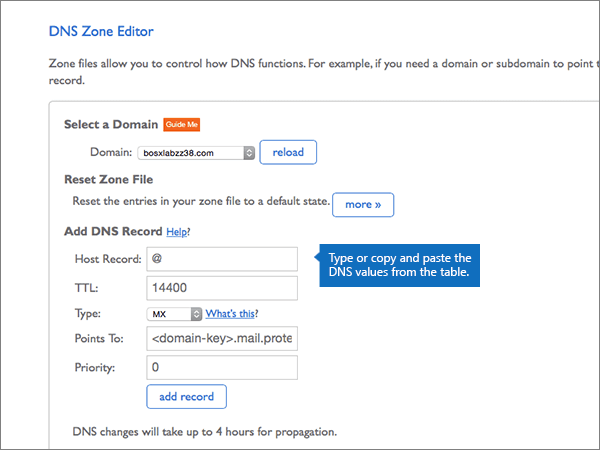 DNS Zone Editor
Zone files allow you to control how DNS functions. For example, if you need a domain or subdomain to point t
record.
Select a Domain Guide Me
Domain: bosxlabzz38.com reload
Reset Zone File
Reset the entries in your zone file to a default state. more »
Add DNS Record Help?
Host Record: @
Type or copy and paste the
DNS values from the table.
TTL: 14400
Type: MX What's this?
Points To: <domain-key>.mail.prote
Priority: 0
add record
DNS changes will take up to 4 hours for propagation.